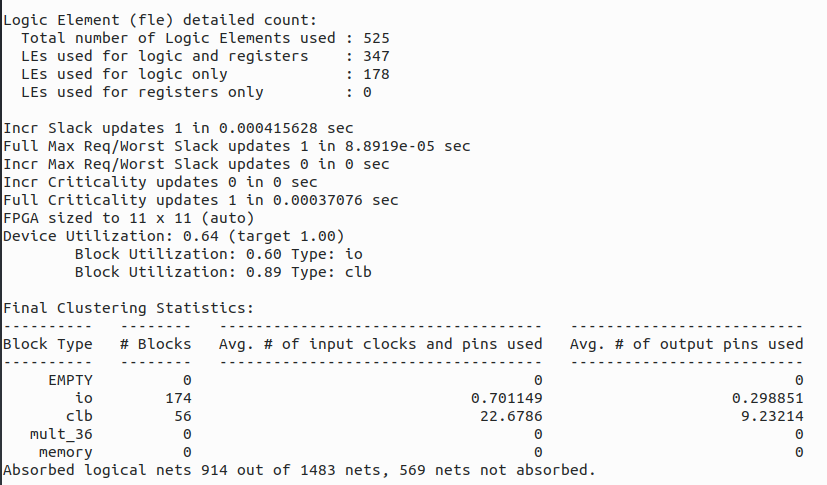 Logic Element (fle) detailed count:
  Total number of Logic Elements used : 525
  LEs used for logic and registers    : 347
  LEs used for logic only             : 178
  LEs used for registers only         : 0

Incr Slack updates 1 in 0.000415628 sec
Full Max Req/Worst Slack updates 1 in 8.8919e-05 sec
Incr Max Req/Worst Slack updates 0 in 0 sec
Incr Criticality updates 0 in 0 sec
Full Criticality updates 1 in 0.00037076 sec
FPGA sized to 11 x 11 (auto)
Device Utilization: 0.64 (target 1.00)
        Block Utilization: 0.60 Type: io
        Block Utilization: 0.89 Type: clb

Final Clustering Statistics:
----------   --------   ------------------------------------   --------------------------
Block Type   # Blocks   Avg. # of input clocks and pins used   Avg. # of output pins used
----------   --------   ------------------------------------   --------------------------
     EMPTY          0                                      0                            0
        io        174                               0.701149                     0.298851
       clb         56                                22.6786                      9.23214
   mult_36          0                                      0                            0
    memory          0                                      0                            0
Absorbed logical nets 914 out of 1483 nets, 569 nets not absorbed.